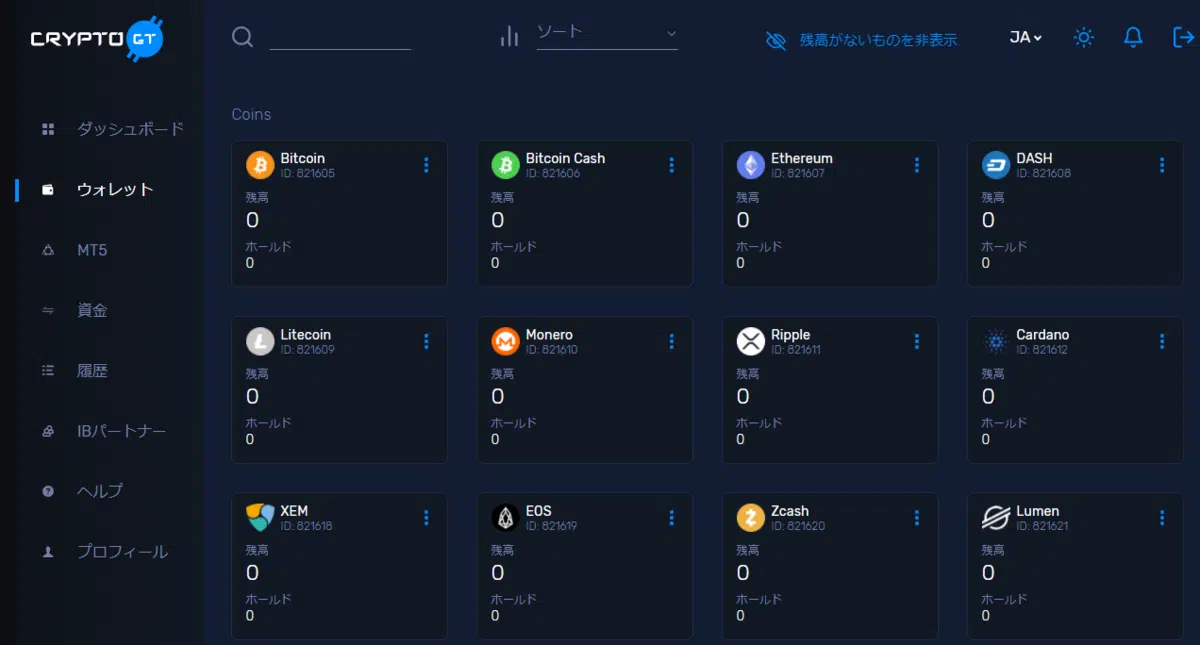 CRYPTO GT
ソート
残高がないものを非表示
JA
ダッシュボード
ウォレット
MT5
資金
履歴
IBパートナー
ヘルプ
プロフィール
Coins
Bitcoin
ID: 821605
残高
0
ホールド
0
Bitcoin Cash
ID: 821606
残高
0
ホールド
0
Ethereum
ID: 821607
残高
0
ホールド
0
DASH
ID: 821608
残高
0
ホールド
0
Litecoin
ID: 821609
残高
0
ホールド
0
Monero
ID: 821610
残高
0
ホールド
0
Ripple
ID: 821611
残高
0
ホールド
0
Cardano
ID: 821612
残高
0
ホールド
0
XEM
ID: 821618
残高
0
ホールド
0
EOS
ID: 821619
残高
0
ホールド
0
Zcash
ID: 821620
残高
0
ホールド
0
Lumen
ID: 821621
残高
0
ホールド
0